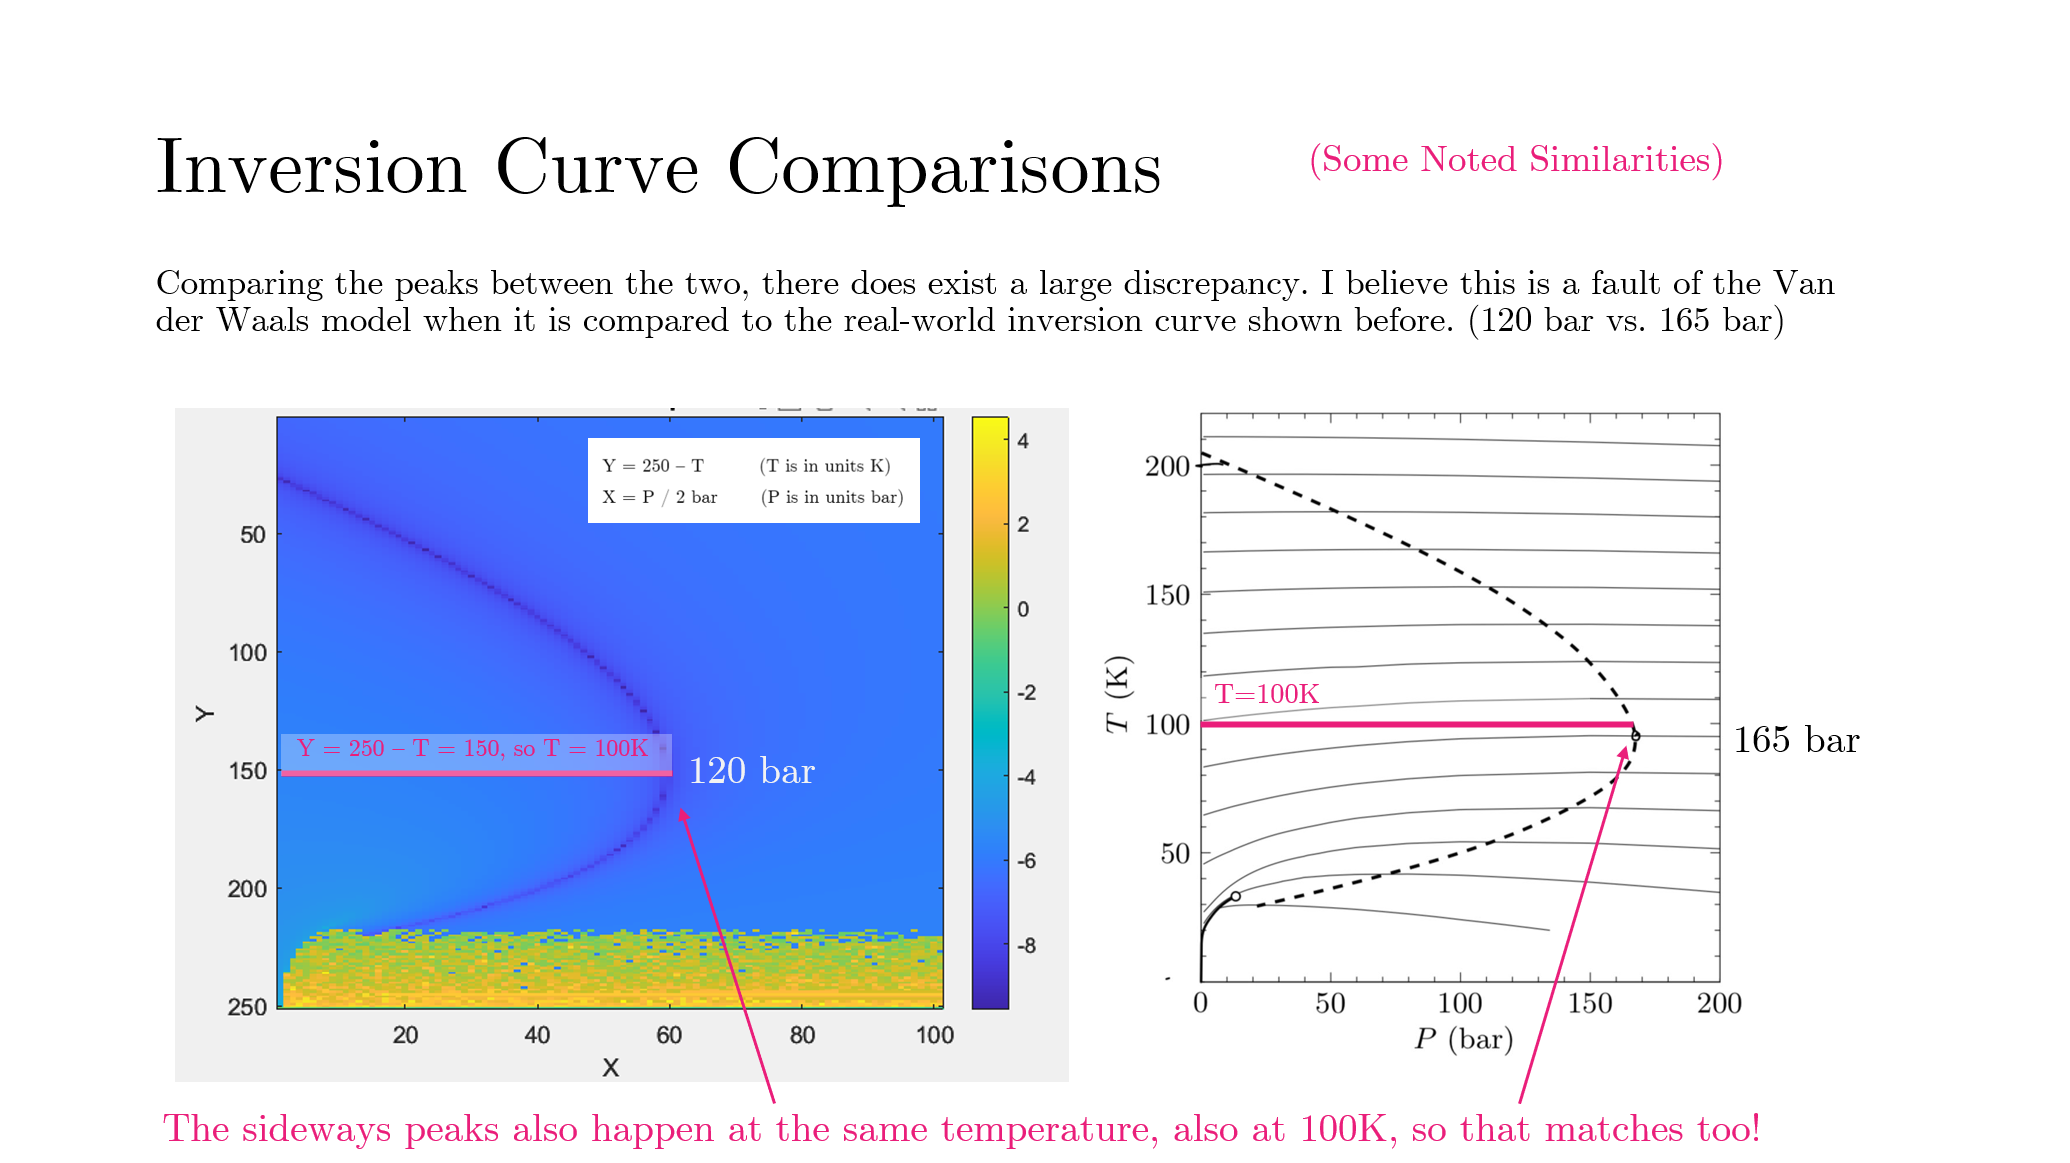 Inversion Curve Comparisons
(Some Noted Similarities)
Comparing the peaks between the two, there does exist a large discrepancy. I believe this is a fault of the Van
der Waals model when it is compared to the real-world inversion curve shown before. (120 bar vs. 165 bar)
Y = 250 – T (T is in units K)
X = P / 2 bar (P is in units bar)
50
100
150
200
250
Y
20 40 60 80 100
X
4
2
0
-2
-4
-6
-8
Y = 250 – T = 150, so T = 100K
120 bar
200
150
100
50
T (K)
T=100K
165 bar
0 50 100 150 200
P (bar)
The sideways peaks also happen at the same temperature, also at 100K, so that matches too!